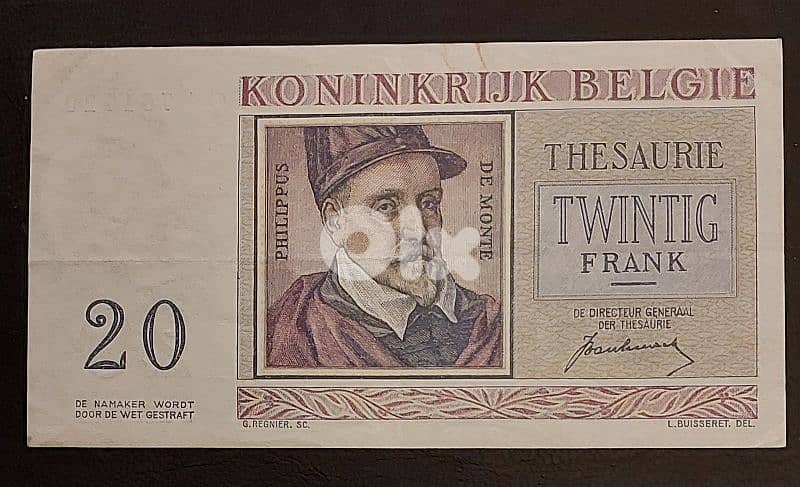 KONINKRIJK BELGIE
PHILIPPUS
DE MONTE
THESAURIE
TWINTIG
FRANK
DE DIRECTEUR GENERAAL
DER THESAURIE
20
DE NAMAKER WORDT
DOOR DE WET GESTRAFT
G. REGNIER, SC.
L. BUISSERET, DEL.